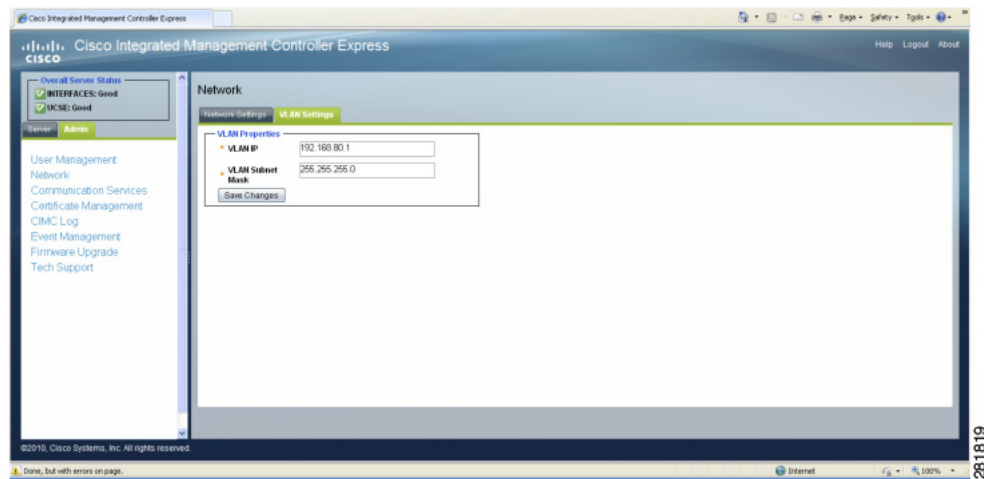 Cisco Integrated Management Controller Express
Page Safety Tools
CISCO
Cisco Integrated Management Controller Express
Help Logout About
Overall Server Status
INTERFACES: Good
UCSE: Good
Server Admin
User Management
Network
Communication Services
Certificate Management
CIMC Log
Event Management
Firmware Upgrade
Tech Support
Network
Network Settings VLAN Settings
VLAN Properties
* VLAN IP 192.168.80.1
* VLAN Subnet Mask 255.255.255.0
Save Changes
©2010, Cisco Systems, Inc. All rights reserved.
Done, but with errors on page.
Internet
100%
281819